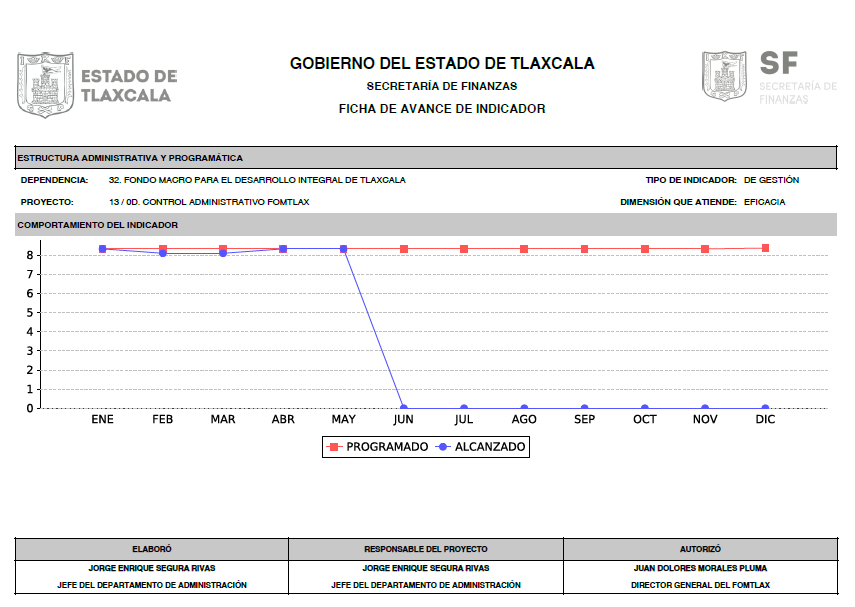 ESTADO DE
TLAXCALA
GOBIERNO DEL ESTADO DE TLAXCALA
SECRETARÍA DE FINANZAS
FICHA DE AVANCE DE INDICADOR
SF
SECRETARÍA DE
FINANZAS
ESTRUCTURA ADMINISTRATIVA Y PROGRAMÁTICA
DEPENDENCIA: 32. FONDO MACRO PARA EL DESARROLLO INTEGRAL DE TLAXCALA TIPO DE INDICADOR: DE GESTIÓN
PROYECTO: 13 / 0D. CONTROL ADMINISTRATIVO FOMTLAX DIMENSIÓN QUE ATIENDE: EFICACIA
COMPORTAMIENTO DEL INDICADOR
8
7
6
5
4
3
2
1
0
ENE FEB MAR ABR MAY JUN JUL AGO SEP OCT NOV DIC
PROGRAMADO ALCANZADO
ELABORÓ RESPONSABLE DEL PROYECTO AUTORIZÓ
JORGE ENRIQUE SEGURA RIVAS JORGE ENRIQUE SEGURA RIVAS JUAN DOLORES MORALES PLUMA
JEFE DEL DEPARTAMENTO DE ADMINISTRACIÓN JEFE DEL DEPARTAMENTO DE ADMINISTRACIÓN DIRECTOR GENERAL DEL FOMTLAX